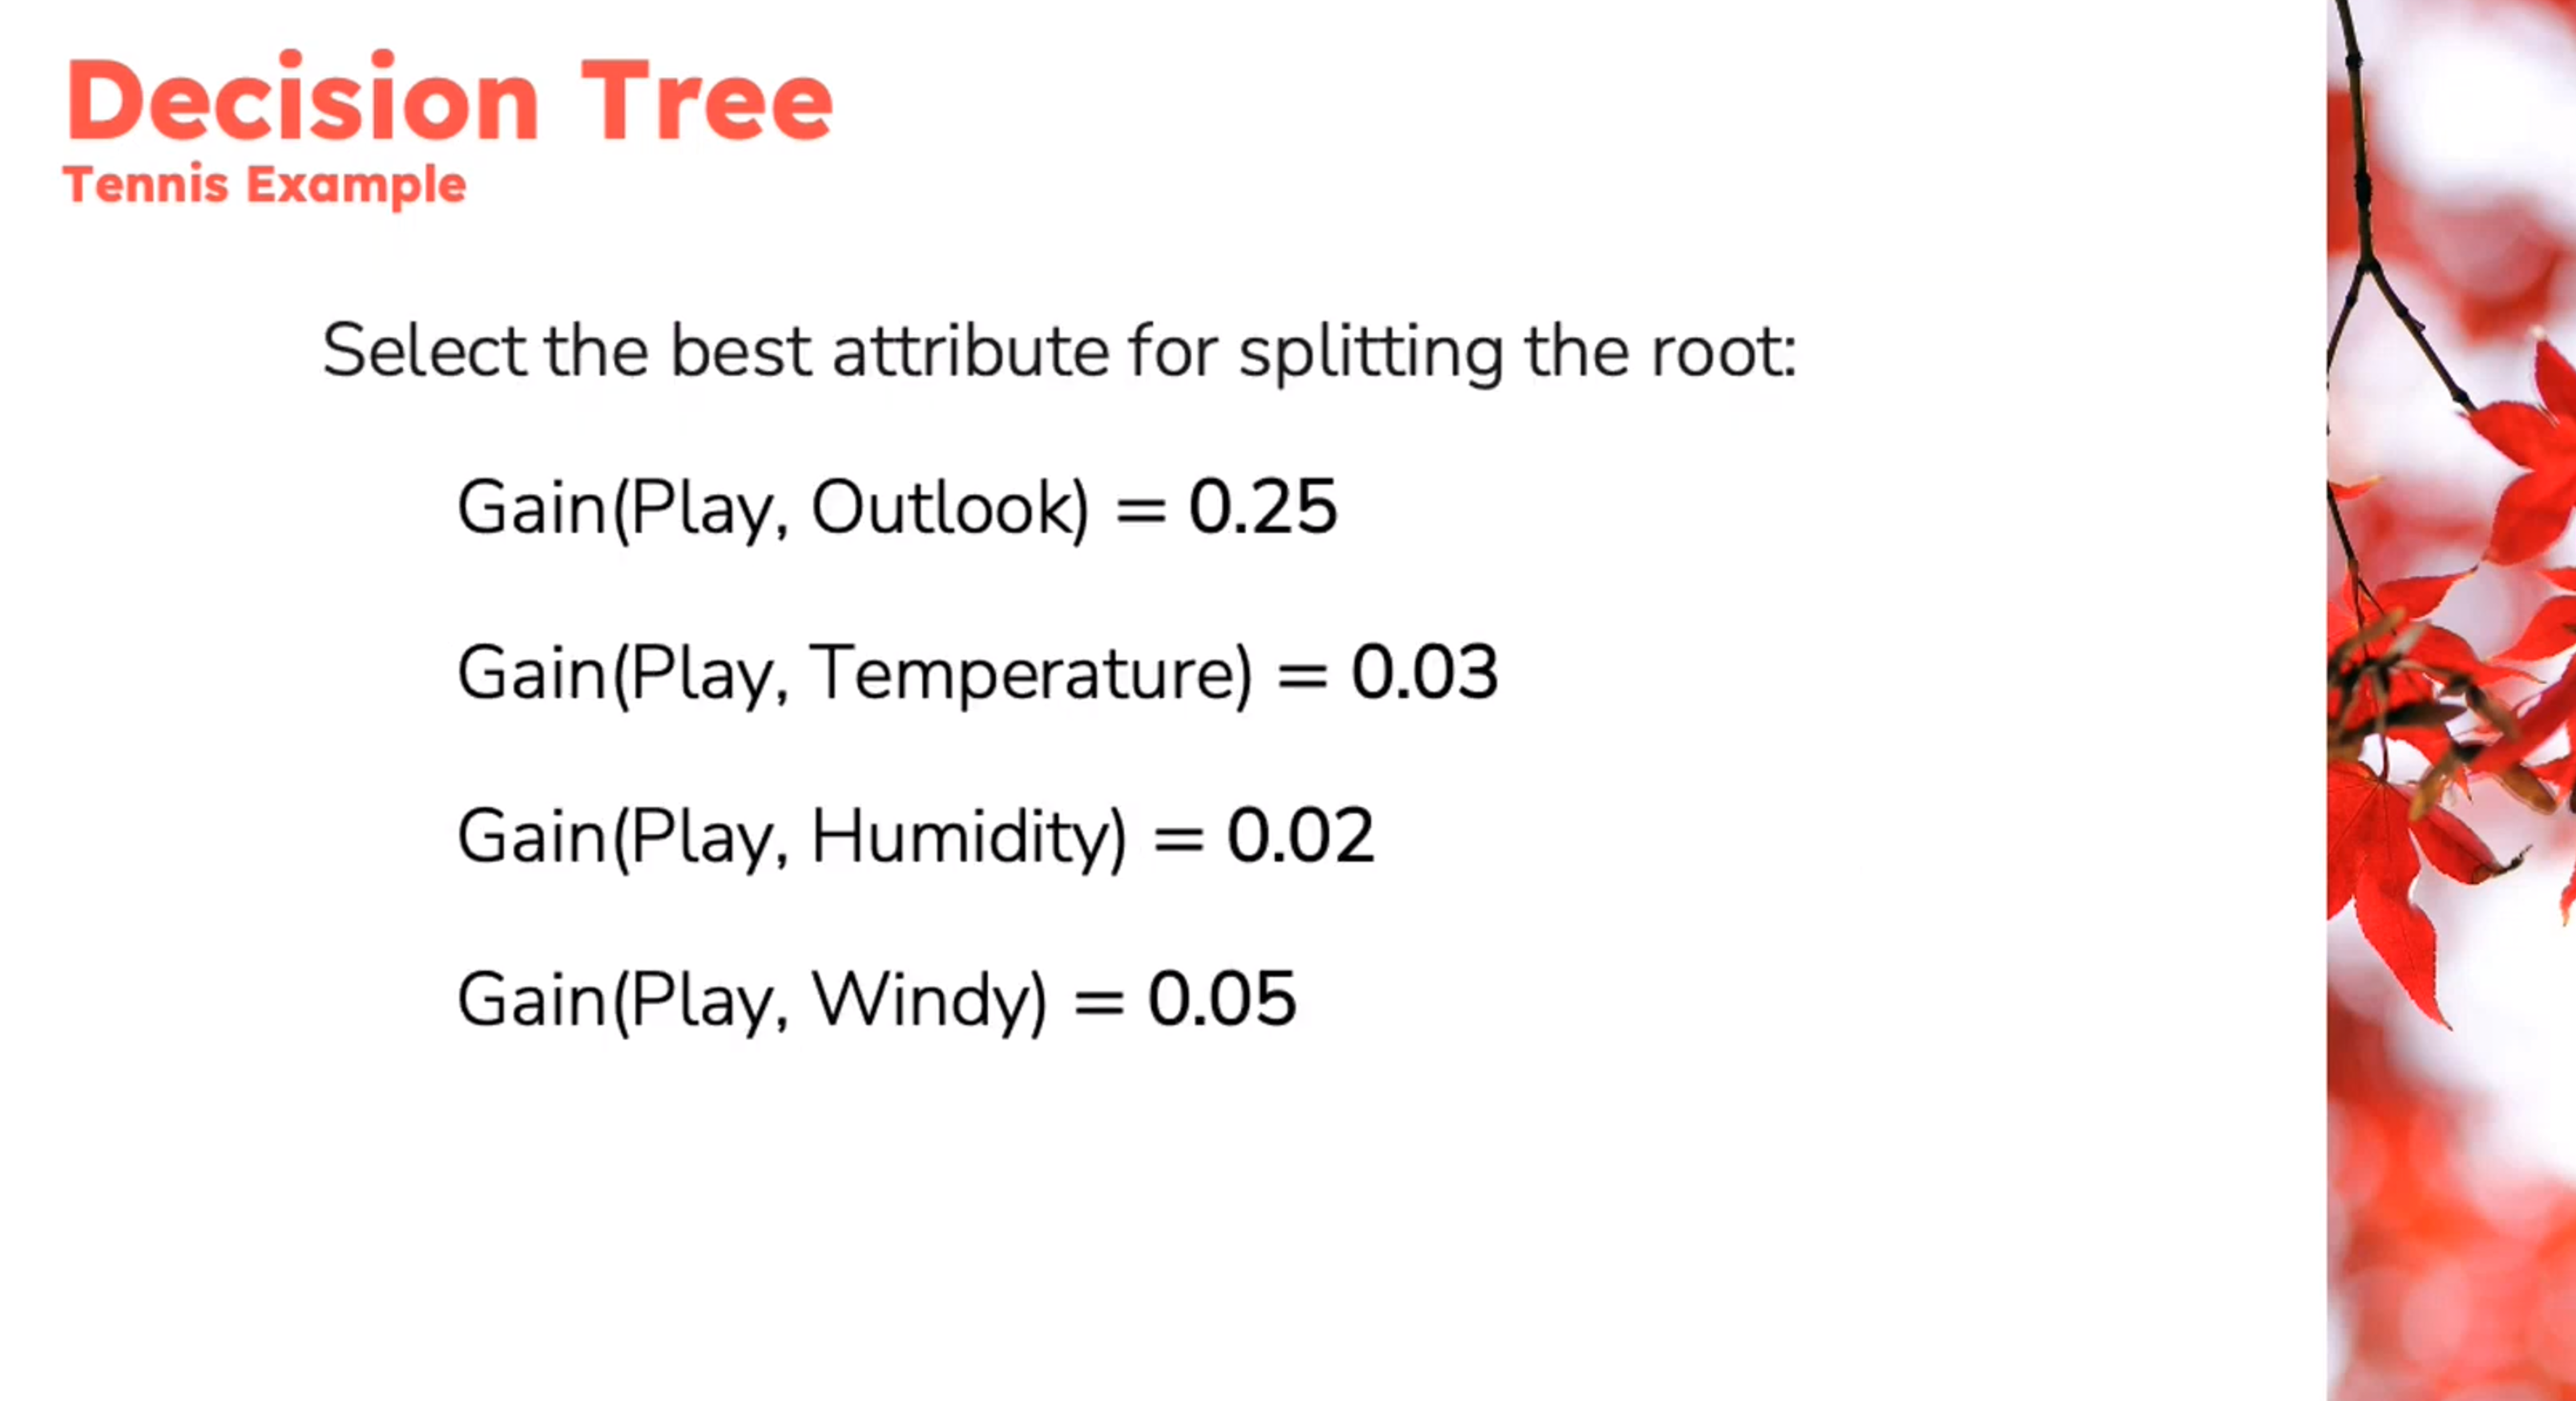 Decision Tree
Tennis Example
Select the best attribute for splitting the root:
Gain(Play, Outlook) = 0.25
Gain(Play, Temperature) = 0.03
Gain(Play, Humidity) = 0.02
Gain(Play, Windy) = 0.05